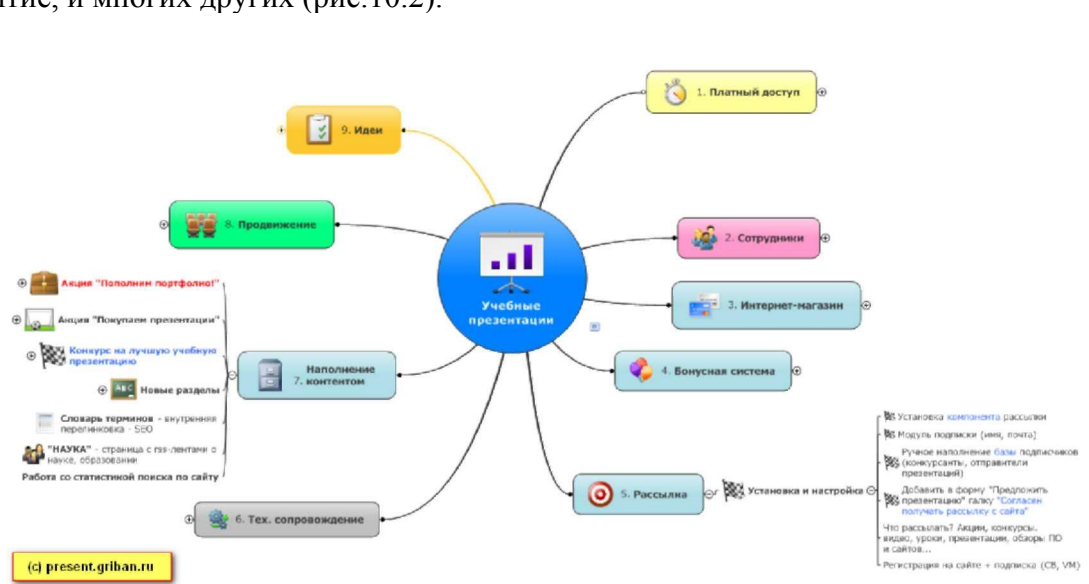 и многих других (рис.10.2).
1. Платный доступ
9. Идеи
8. Продвижение
2. Сотрудники
Учебные
презентации
3. Интернет-магазин
4. Бонусная система
Наполнение
7. контентом
Акция "Пополним портфолио!"
Акция "Покупаем презентации"
Конкурс на лучшую учебную
презентацию
ABC
Новые разделы
Словарь терминов - внутренняя
перелинковка - SEO
"НАУКА" - страница с rss-лентами о
науке, образовании
Работа со статистикой поиска по сайту
5. Рассылка
Установка и настройка
Установка компонента рассылки
Модуль подписки (имя, почта)
Ручное наполнение базы подписчиков
(конкурсанты, отправители
презентаций)
Добавить в форму "Предложить
презентацию" галку "Согласен
получать рассылку с сайта"
Что рассылать? Акции, конкурсы,
видео, уроки, презентации, обзоры ПО
и сайтов...
Регистрация на сайте + подписка (CB, VM)
6. Тех. сопровождение
(c) present.griban.ru